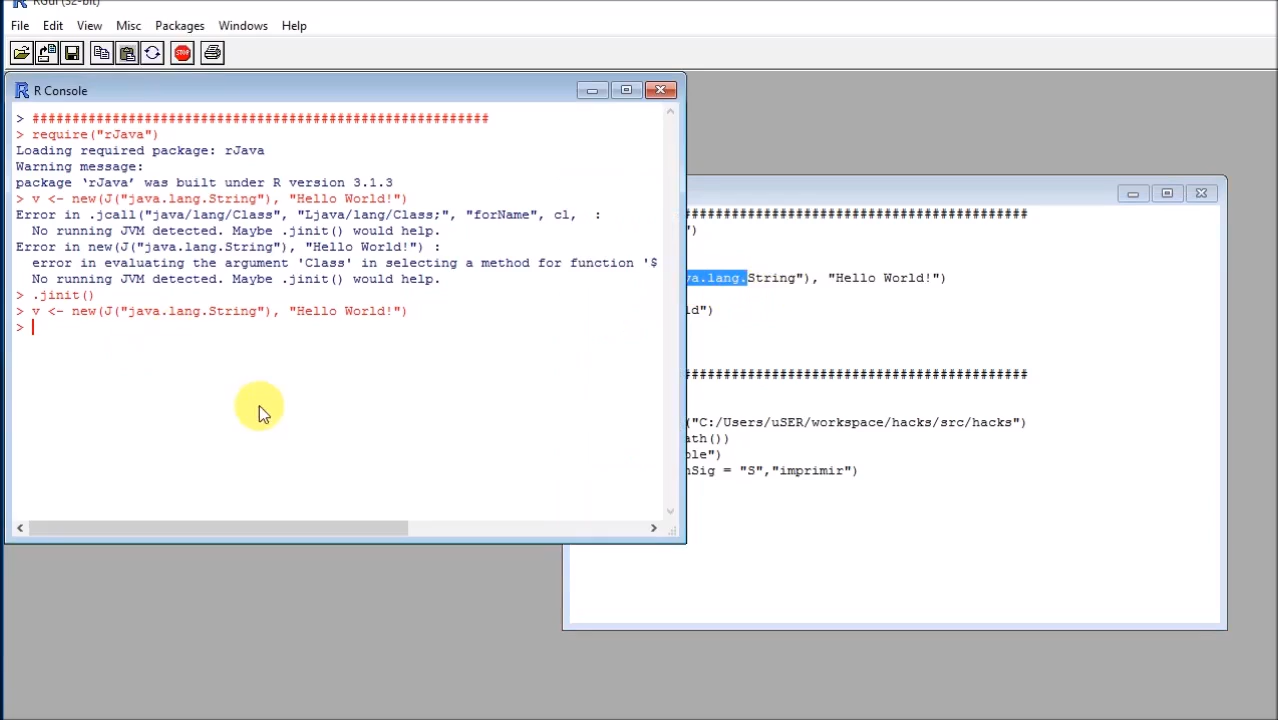 RGui (32-bit)
File Edit View Misc Packages Windows Help
STOP
R Console
> #########################################################
> require("rJava")
Loading required package: rJava
Warning message:
package ‘rJava’ was built under R version 3.1.3
> v <- new(J("java.lang.String"), "Hello World!")
Error in .jcall("java/lang/Class", "Ljava/lang/Class;", "forName", cl,  :
  No running JVM detected. Maybe .jinit() would help.
Error in new(J("java.lang.String"), "Hello World!") :
  error in evaluating the argument 'Class' in selecting a method for function '$
  No running JVM detected. Maybe .jinit() would help.
> .jinit()
> v <- new(J("java.lang.String"), "Hello World!")
>
###########################################
")
va.lang.String"), "Hello World!")
ld")
###########################################
("C:/Users/uSER/workspace/hacks/src/hacks")
ath())
ple")
nSig = "S","imprimir")